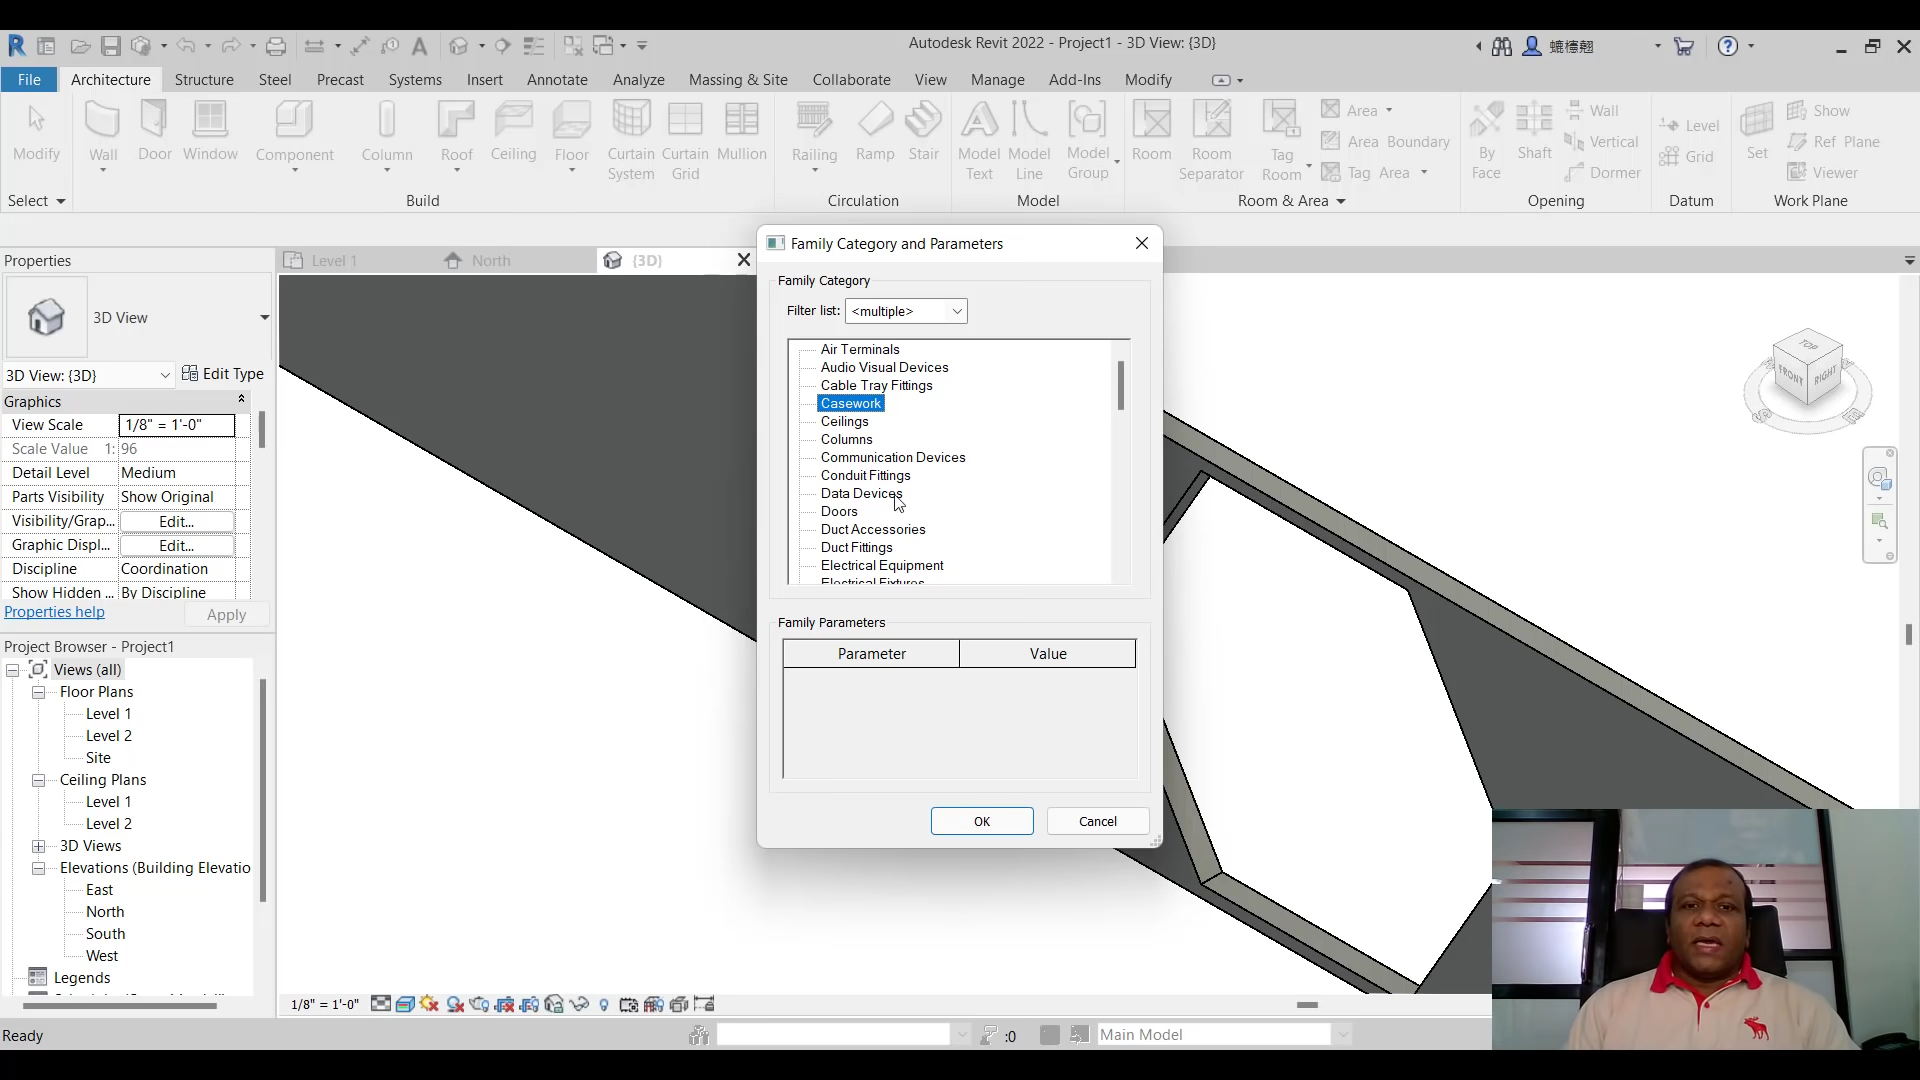 Autodesk Revit 2022 - Project1 - 3D View: {3D}
File Architecture Structure Steel Precast Systems Insert Annotate Analyze Massing & Site Collaborate View Manage Add-Ins Modify
Modify
Wall
Door
Window
Component
Column
Roof
Ceiling
Floor
Curtain System
Curtain Grid
Mullion
Railing
Ramp
Stair
Model Text
Model Line
Model Group
Room
Room Separator
Tag Room
Area
Area Boundary
Tag Area
By Face
Shaft
Wall
Vertical
Dormer
Level
Grid
Set
Show
Ref Plane
Viewer
Select
Build
Circulation
Model
Room & Area
Opening
Datum
Work Plane
Properties
Level 1
North
{3D}
3D View
3D View: {3D}
Edit Type
Graphics
View Scale 1/8" = 1'-0"
Scale Value 1: 96
Detail Level Medium
Parts Visibility Show Original
Visibility/Grap... Edit...
Graphic Displ... Edit...
Discipline Coordination
Show Hidden ... By Discipline
Properties help
Apply
Project Browser - Project1
Views (all)
Floor Plans
Level 1
Level 2
Site
Ceiling Plans
Level 1
Level 2
3D Views
Elevations (Building Elevatio
East
North
South
West
Legends
Family Category and Parameters
Family Category
Filter list: <multiple>
Air Terminals
Audio Visual Devices
Cable Tray Fittings
Casework
Ceilings
Columns
Communication Devices
Conduit Fittings
Data Devices
Doors
Duct Accessories
Duct Fittings
Electrical Equipment
Electrical Fixtures
Family Parameters
Parameter Value
OK
Cancel
TOP
FRONT
RIGHT
1/8" = 1'-0"
Ready
:0
Main Model